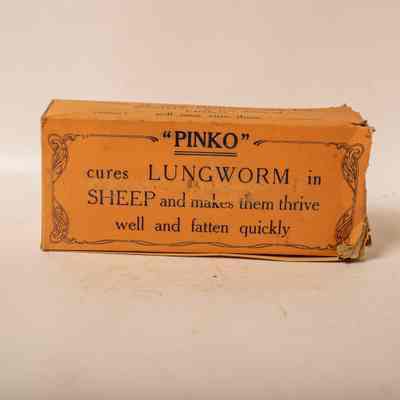 "PINKO"
cures LUNGWORM in
SHEEP and makes them thrive
well and fatten quickly